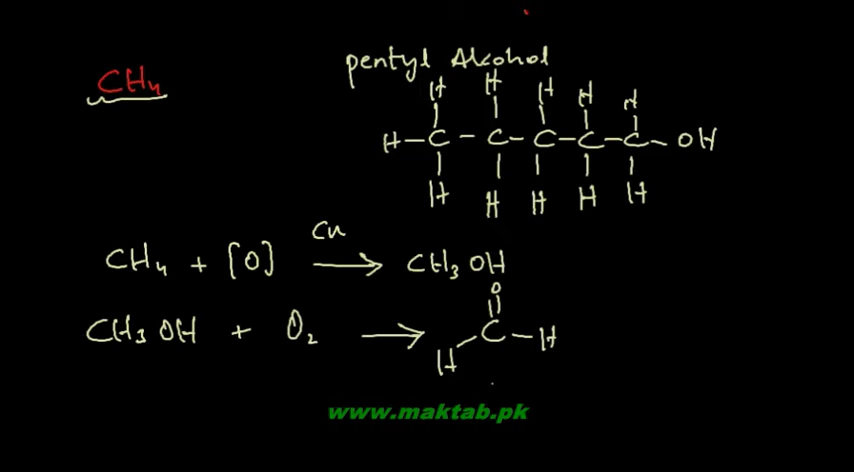 CH₄
pentyl Alcohol
H H H H H
H – C – C – C – C – C – OH
H H H H H
Cu
CH₄ + [O] ⟶ CH₃OH
O
CH₃OH + O₂ ⟶ C – H
H
www.maktab.pk